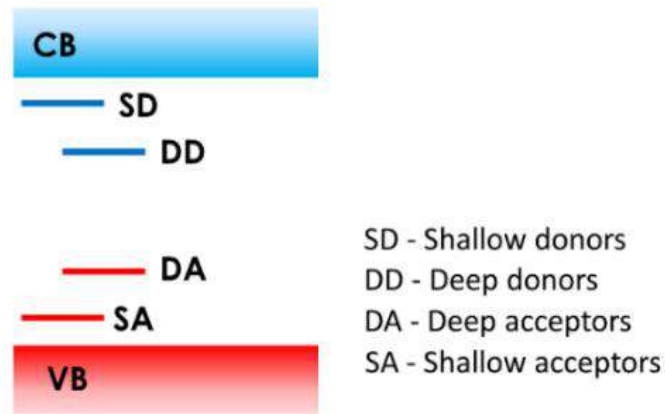 CB
SD
DD
DA
SA
VB
SD - Shallow donors
DD - Deep donors
DA - Deep acceptors
SA - Shallow acceptors